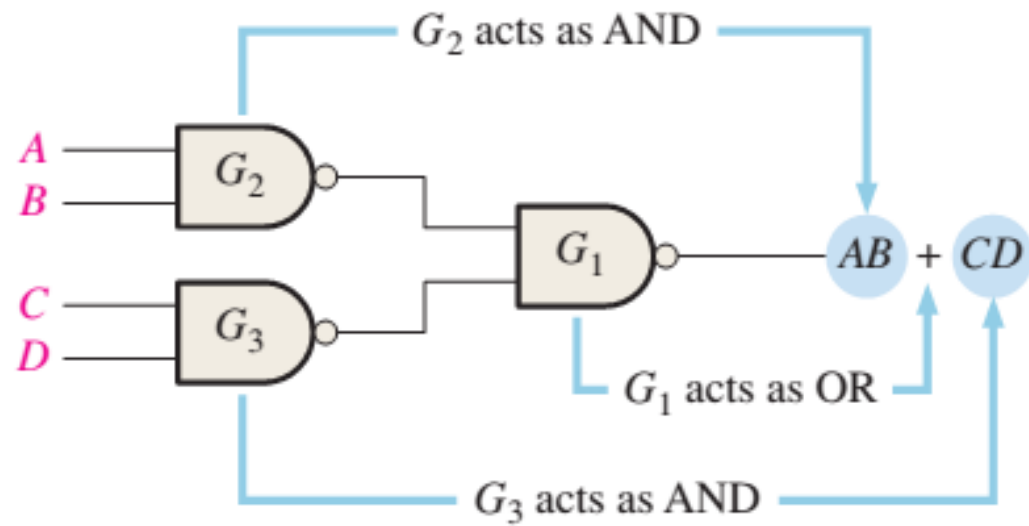 G₂ acts as AND
A
B
G₂
G₁
AB + CD
C
D
G₃
G₁ acts as OR
G₃ acts as AND